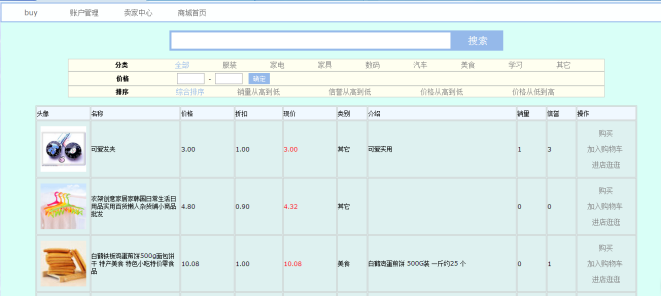 buy 账户管理 卖家中心 商城首页
搜索
分类 全部 服装 家电 家具 数码 汽车 美食 学习 其它
价格 - 确定
排序 综合排序 销量从高到低 信誉从高到低 价格从高到低 价格从低到高
头像 名称 价格 折扣 现价 类别 介绍 销量 信誉 操作
可爱发夹 3.00 1.00 3.00 其它 可爱实用 1 3
购买
加入购物车
进店逛逛
衣架创意家居家韩国日常生活日
用品实用百货懒人杂货铺小商品
批发
4.80 0.90 4.32 其它 0 0
购买
加入购物车
进店逛逛
白鹤铁板鸡蛋煎饼500g面包饼
干 特产美食 特色小吃特价零食
品
10.08 1.00 10.08 美食 白鹤鸡蛋煎饼 500G装 一斤约25 个 0 1
购买
加入购物车
进店逛逛